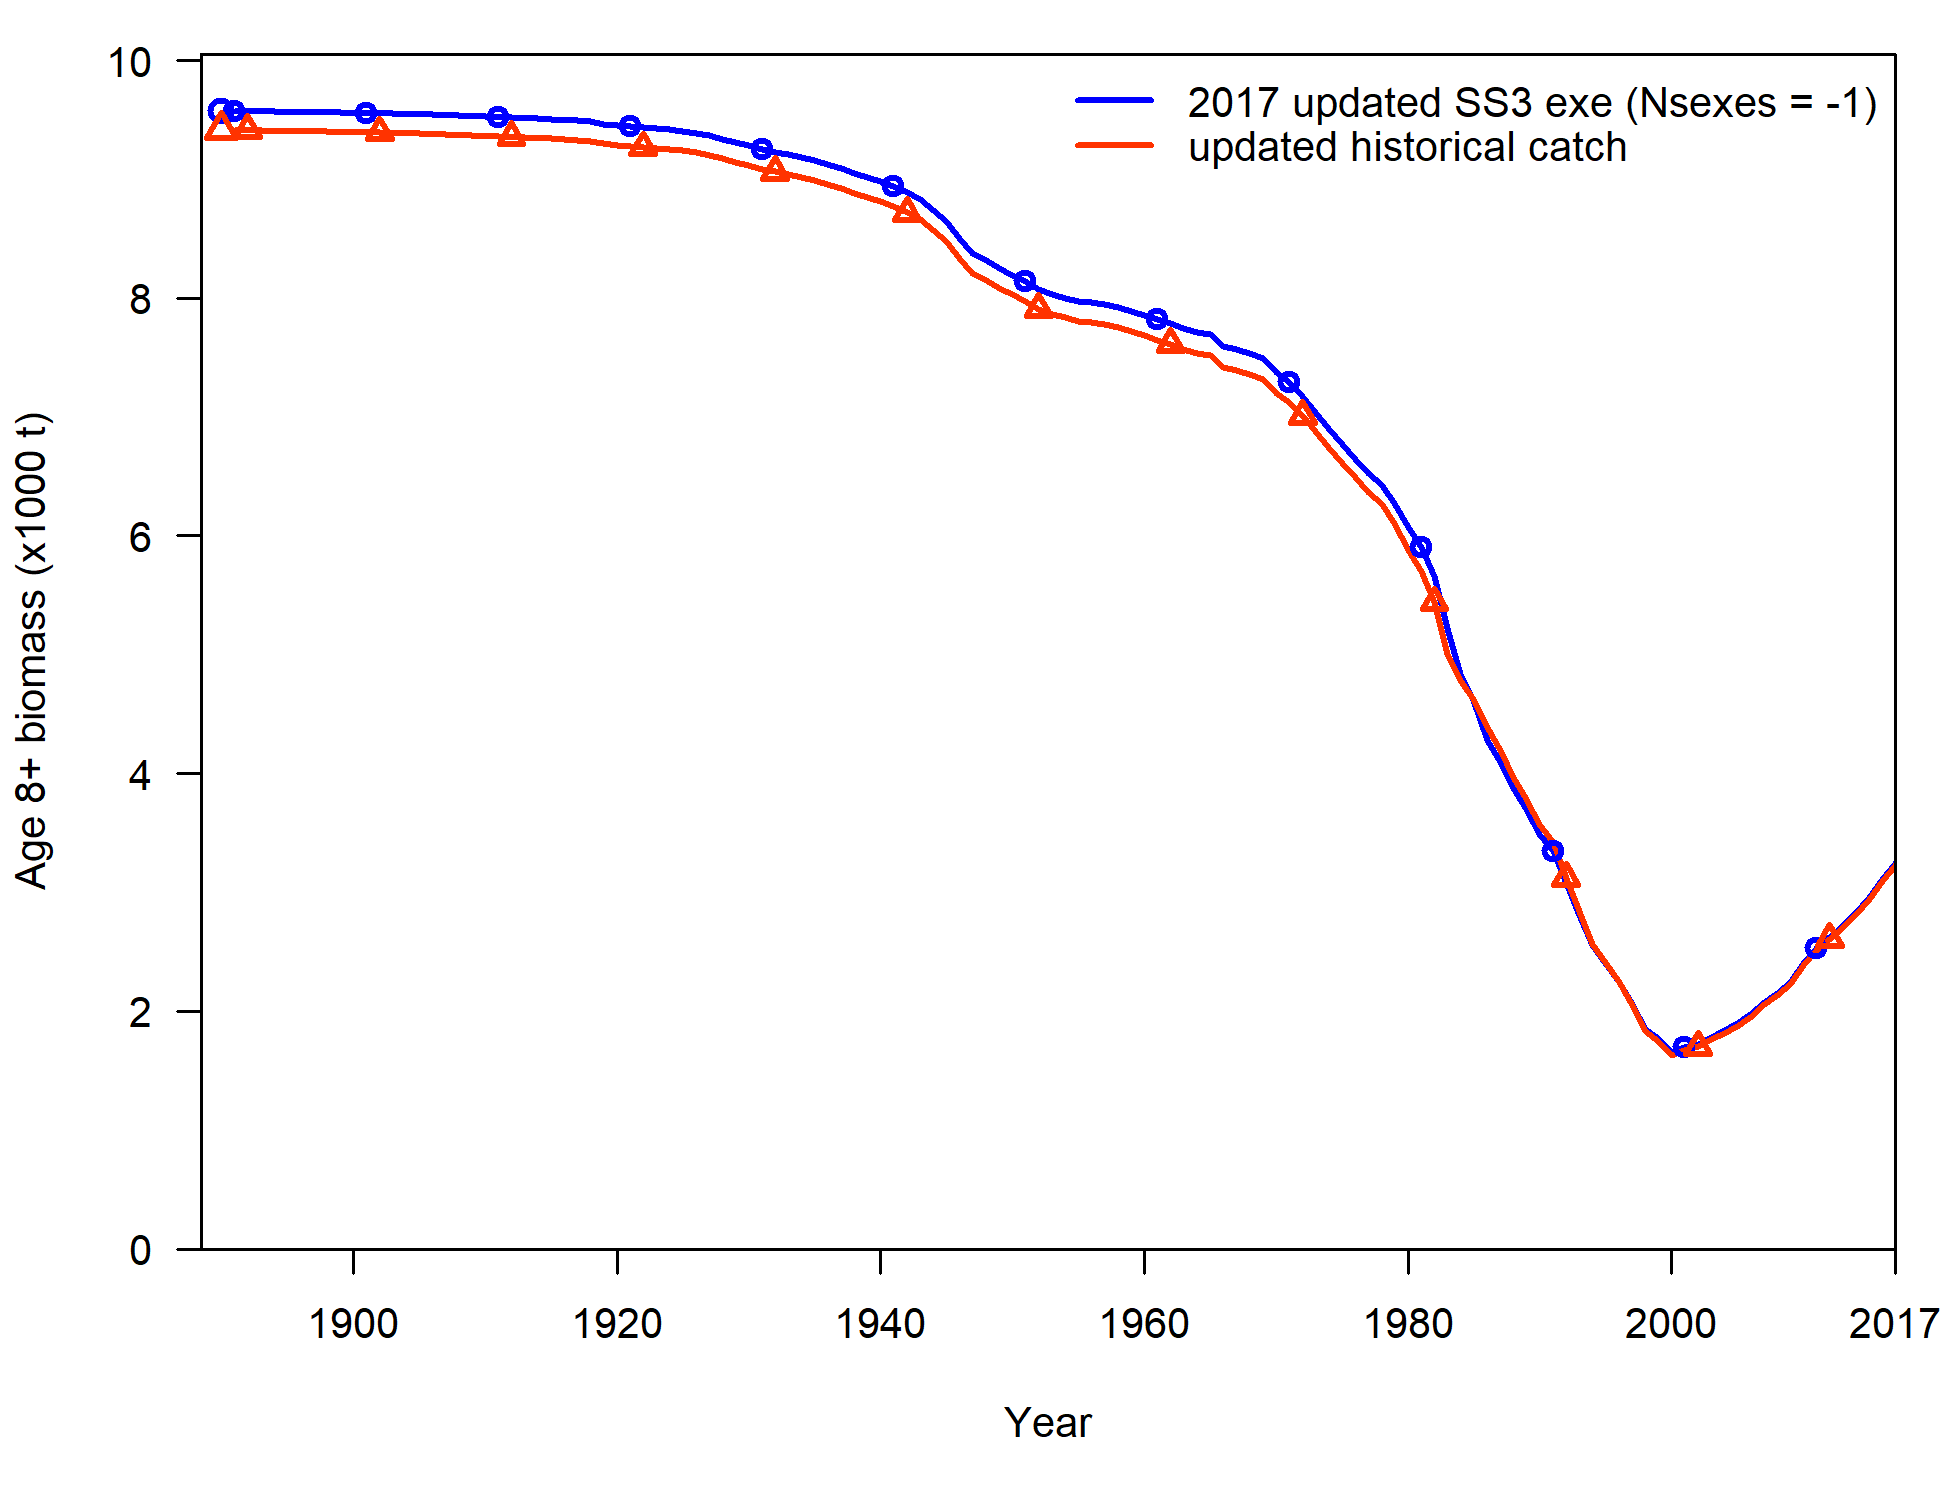 2017 updated SS3 exe (Nsexes = -1)
updated historical catch
Age 8+ biomass (x1000 t)
10
8
6
4
2
0
1900 1920 1940 1960 1980 2000 2017
Year